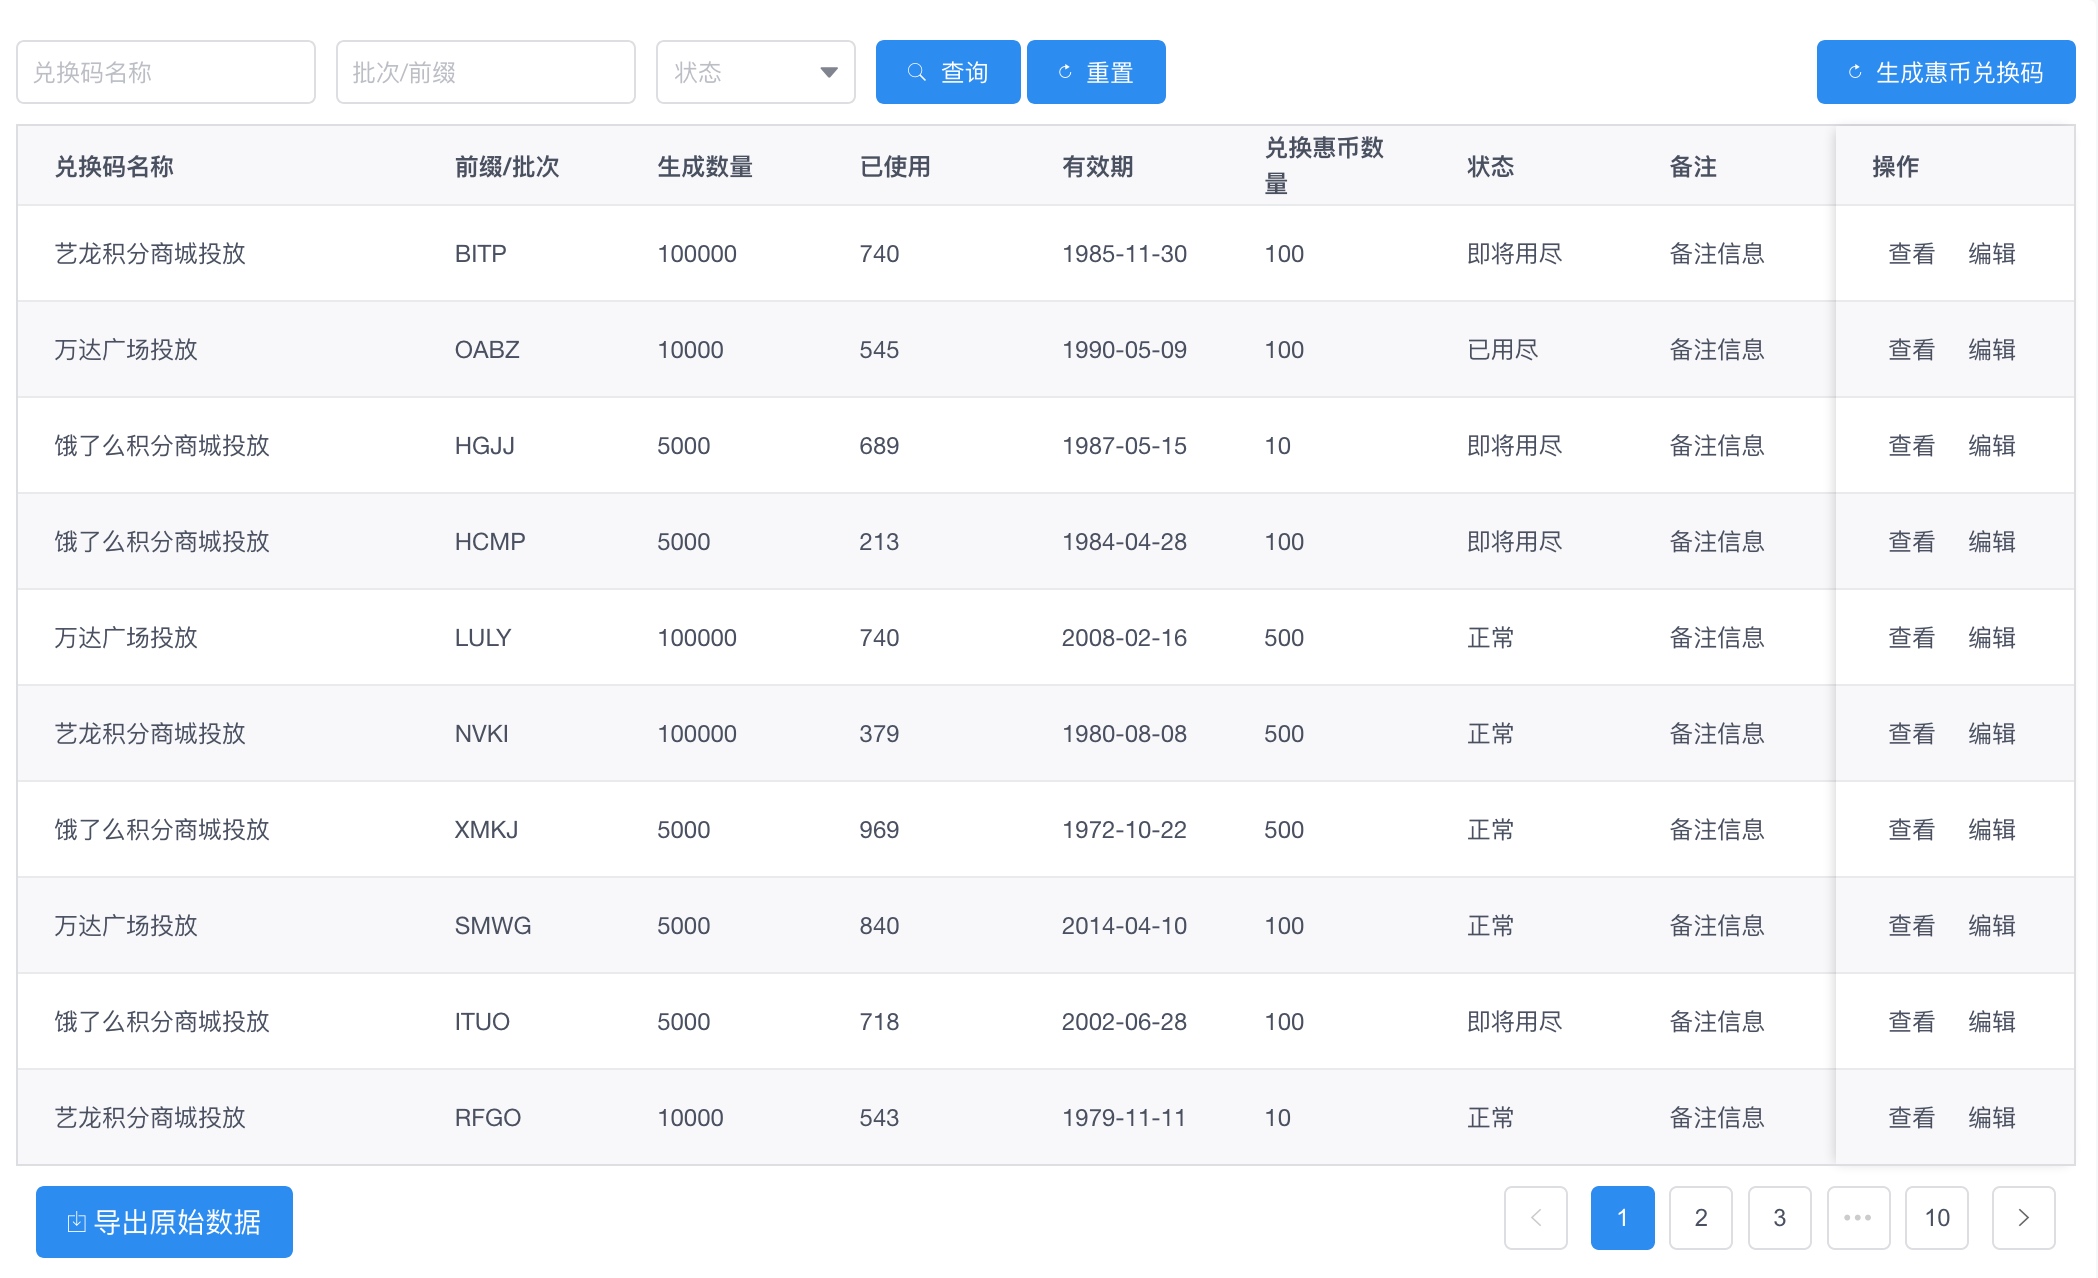 兑换码名称 批次/前缀 状态 查询 重置 生成惠币兑换码
兑换码名称 前缀/批次 生成数量 已使用 有效期 兑换惠币数量 状态 备注 操作
艺龙积分商城投放 BITP 100000 740 1985-11-30 100 即将用尽 备注信息 查看 编辑
万达广场投放 OABZ 10000 545 1990-05-09 100 已用尽 备注信息 查看 编辑
饿了么积分商城投放 HGJJ 5000 689 1987-05-15 10 即将用尽 备注信息 查看 编辑
饿了么积分商城投放 HCMP 5000 213 1984-04-28 100 即将用尽 备注信息 查看 编辑
万达广场投放 LULY 100000 740 2008-02-16 500 正常 备注信息 查看 编辑
艺龙积分商城投放 NVKI 100000 379 1980-08-08 500 正常 备注信息 查看 编辑
饿了么积分商城投放 XMKJ 5000 969 1972-10-22 500 正常 备注信息 查看 编辑
万达广场投放 SMWG 5000 840 2014-04-10 100 正常 备注信息 查看 编辑
饿了么积分商城投放 ITUO 5000 718 2002-06-28 100 即将用尽 备注信息 查看 编辑
艺龙积分商城投放 RFGO 10000 543 1979-11-11 10 正常 备注信息 查看 编辑
导出原始数据 1 2 3 ••• 10